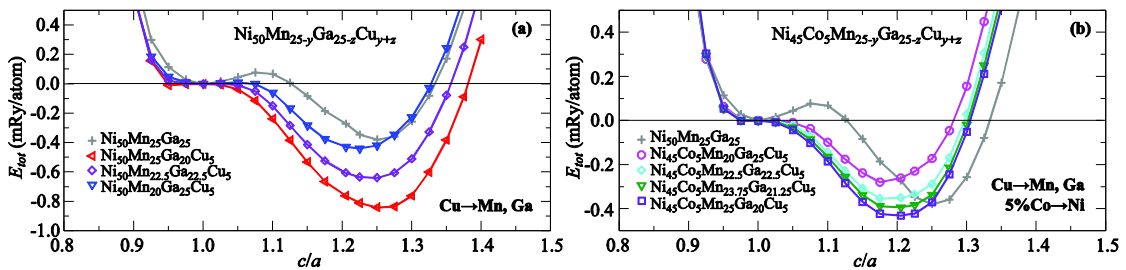 (a)
Ni50Mn25-yGa25-zCuy+z
Etot (mRy/atom)
0.4
0.2
0.0
-0.2
-0.4
-0.6
-0.8
-1.0
Ni50Mn25Ga25
Ni50Mn25Ga20Cu5
Ni50Mn22.5Ga22.5Cu5
Ni50Mn20Ga25Cu5
Cu→Mn, Ga
0.8 0.9 1.0 1.1 1.2 1.3 1.4 1.5
c/a
(b)
Ni45Co5Mn25-yGa25-zCuy+z
Etot (mRy/atom)
0.4
0.2
0.0
-0.2
-0.4
Ni50Mn25Ga25
Ni45Co5Mn20Ga25Cu5
Ni45Co5Mn22.5Ga22.5Cu5
Ni45Co5Mn23.75Ga21.25Cu5
Ni45Co5Mn25Ga20Cu5
Cu→Mn, Ga
5%Co→Ni
0.8 0.9 1.0 1.1 1.2 1.3 1.4 1.5
c/a